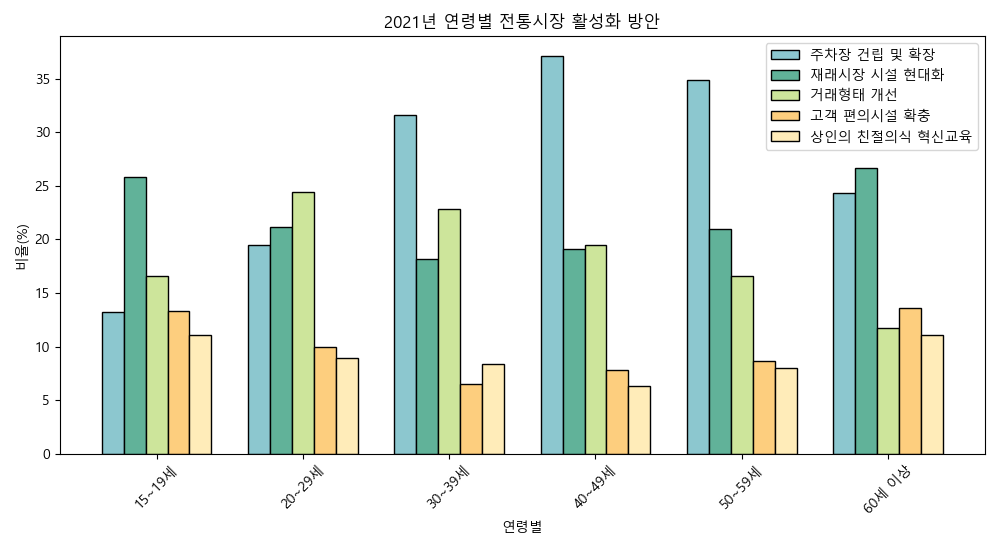 2021년 연령별 전통시장 활성화 방안
주차장 건립 및 확장
재래시장 시설 현대화
거래형태 개선
고객 편의시설 확충
상인의 친절의식 혁신교육
비율(%)
35
30
25
20
15
10
5
0
15~19세
20~29세
30~39세
40~49세
50~59세
60세 이상
연령별